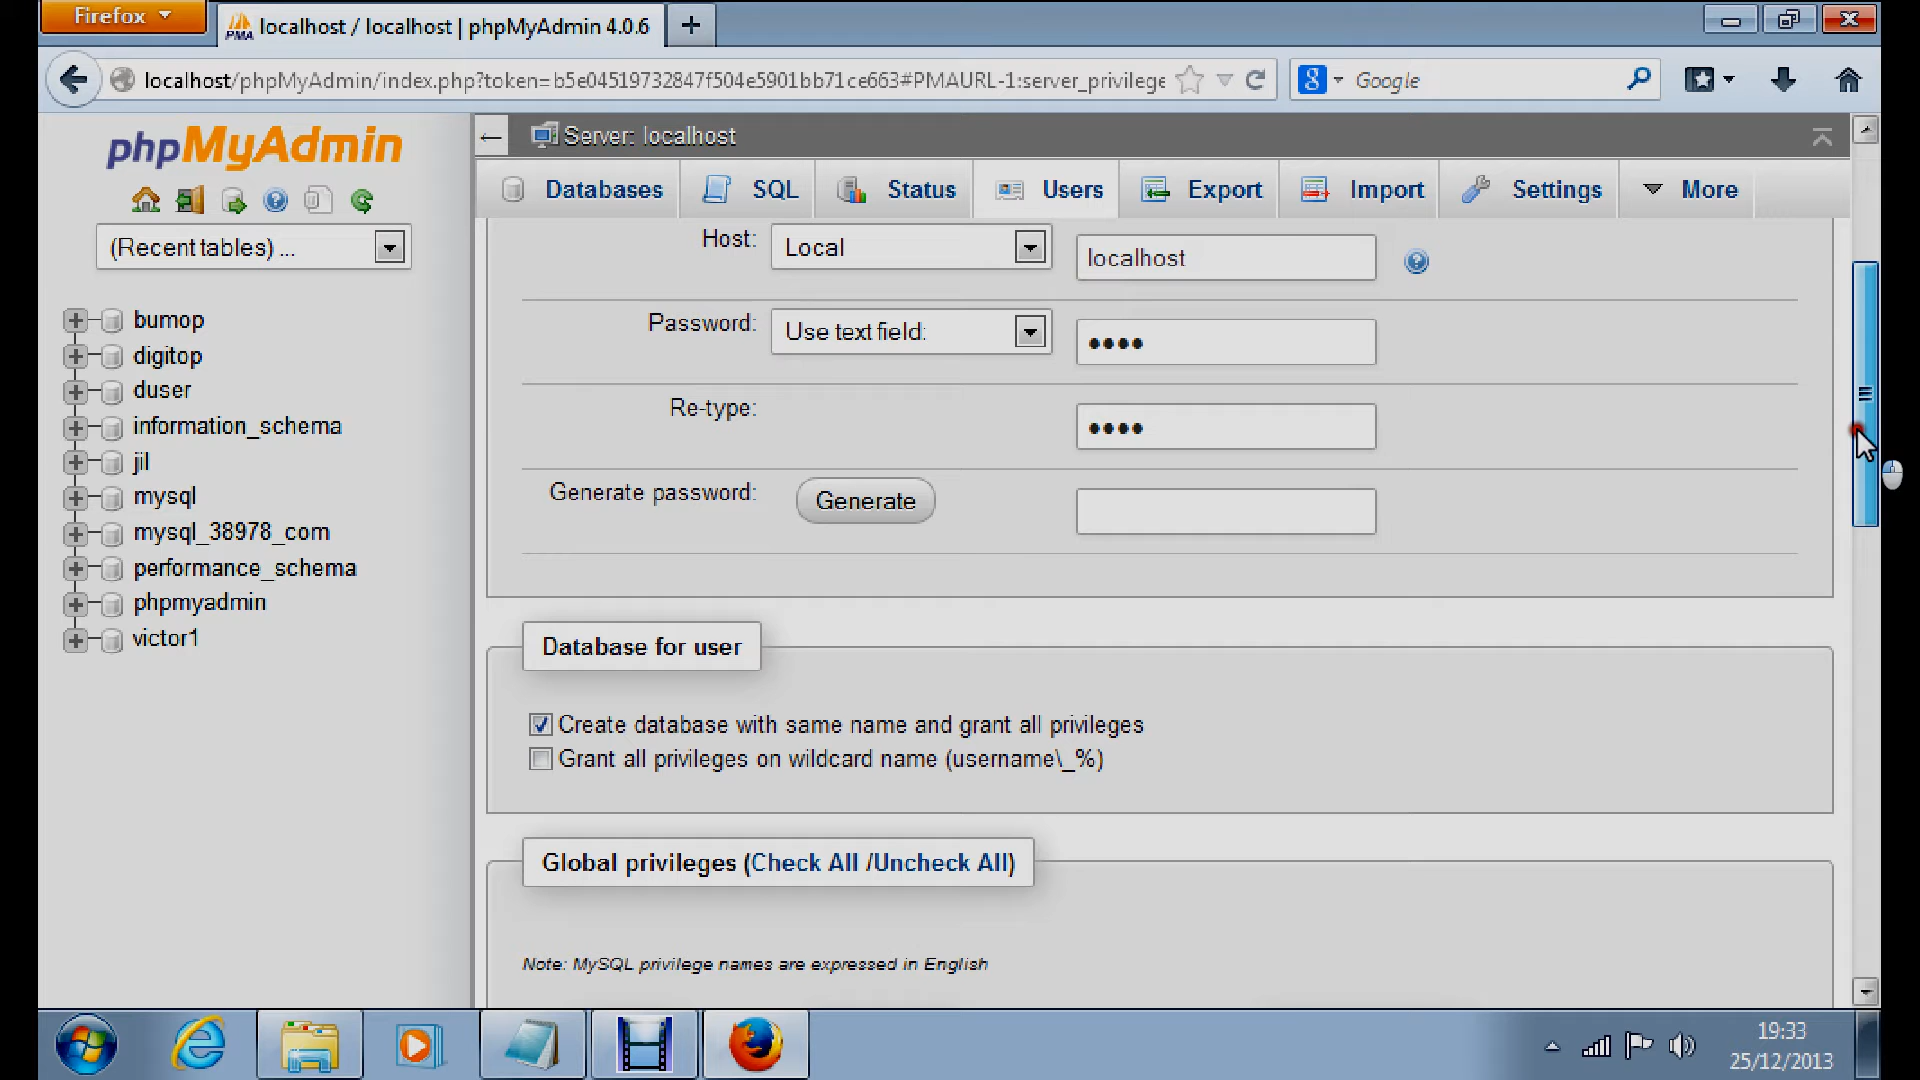 Firefox
localhost / localhost | phpMyAdmin 4.0.6
localhost/phpMyAdmin/index.php?token=b5e04519732847f504e5901bb71ce663#PMAURL-1:server_privilege
Google
phpMyAdmin
(Recent tables) ...
bumop
digitop
duser
information_schema
jil
mysql
mysql_38978_com
performance_schema
phpmyadmin
victor1
Server: localhost
Databases SQL Status Users Export Import Settings More
Host: Local localhost
Password: Use text field: ••••
Re-type: ••••
Generate password: Generate
Database for user
Create database with same name and grant all privileges
Grant all privileges on wildcard name (username\_%)
Global privileges (Check All /Uncheck All)
Note: MySQL privilege names are expressed in English
19:33
25/12/2013